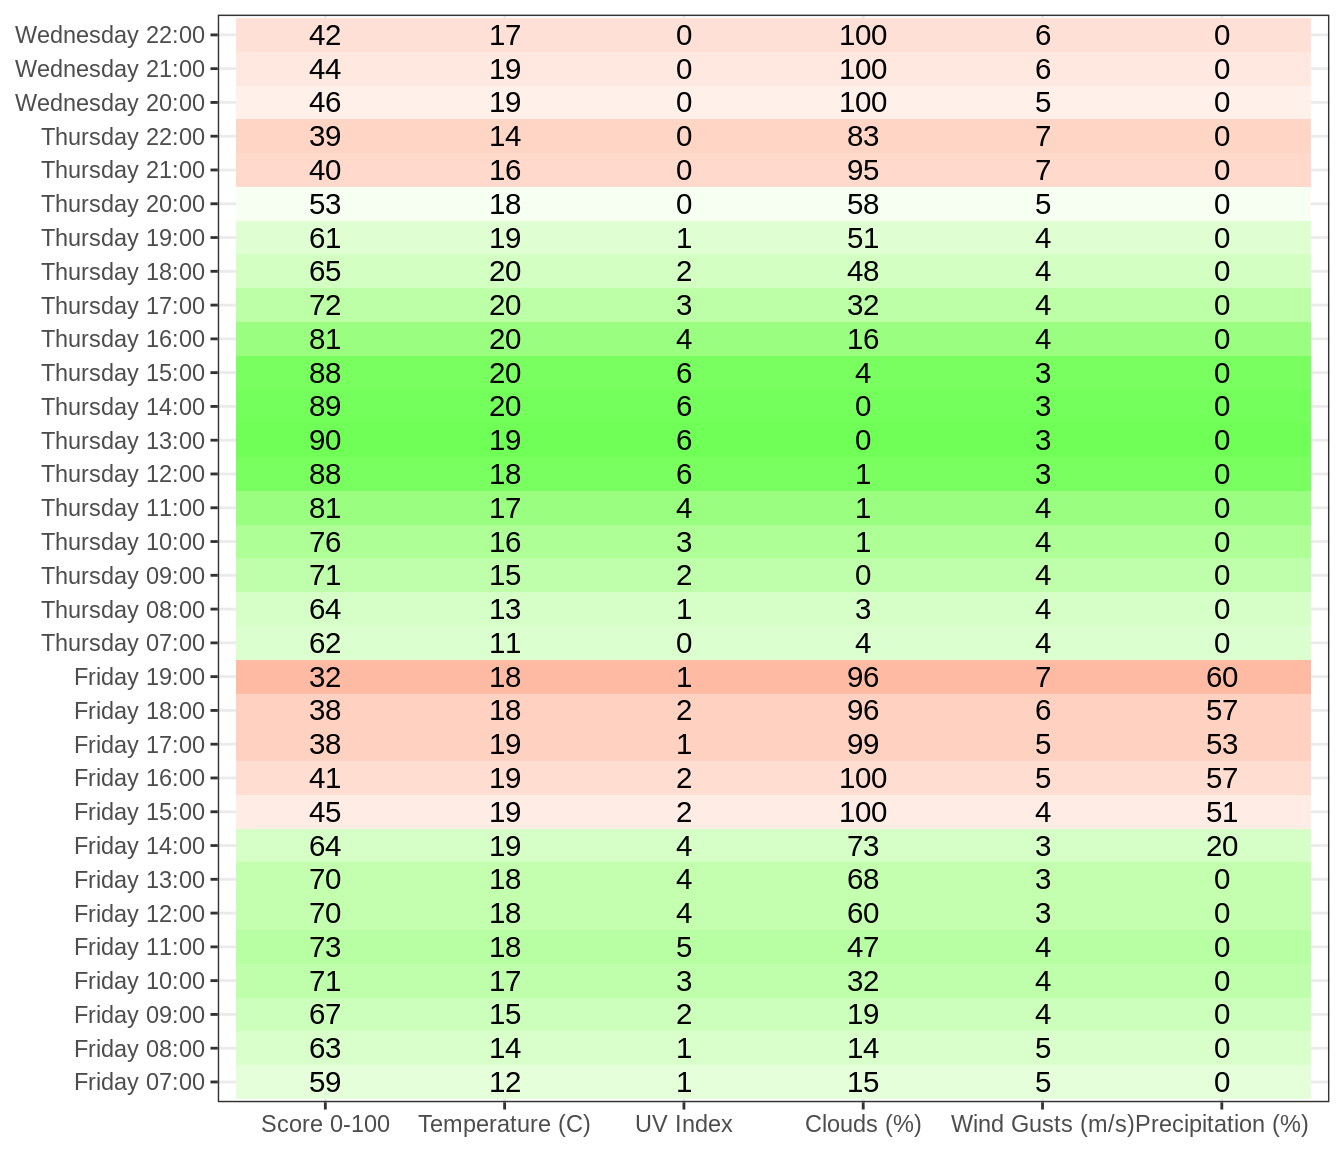 Wednesday 22:00 42 17 0 100 6 0
Wednesday 21:00 44 19 0 100 6 0
Wednesday 20:00 46 19 0 100 5 0
Thursday 22:00 39 14 0 83 7 0
Thursday 21:00 40 16 0 95 7 0
Thursday 20:00 53 18 0 58 5 0
Thursday 19:00 61 19 1 51 4 0
Thursday 18:00 65 20 2 48 4 0
Thursday 17:00 72 20 3 32 4 0
Thursday 16:00 81 20 4 16 4 0
Thursday 15:00 88 20 6 4 3 0
Thursday 14:00 89 20 6 0 3 0
Thursday 13:00 90 19 6 0 3 0
Thursday 12:00 88 18 6 1 3 0
Thursday 11:00 81 17 4 1 4 0
Thursday 10:00 76 16 3 1 4 0
Thursday 09:00 71 15 2 0 4 0
Thursday 08:00 64 13 1 3 4 0
Thursday 07:00 62 11 0 4 4 0
Friday 19:00 32 18 1 96 7 60
Friday 18:00 38 18 2 96 6 57
Friday 17:00 38 19 1 99 5 53
Friday 16:00 41 19 2 100 5 57
Friday 15:00 45 19 2 100 4 51
Friday 14:00 64 19 4 73 3 20
Friday 13:00 70 18 4 68 3 0
Friday 12:00 70 18 4 60 3 0
Friday 11:00 73 18 5 47 4 0
Friday 10:00 71 17 3 32 4 0
Friday 09:00 67 15 2 19 4 0
Friday 08:00 63 14 1 14 5 0
Friday 07:00 59 12 1 15 5 0
Score 0-100 Temperature (C) UV Index Clouds (%) Wind Gusts (m/s) Precipitation (%)